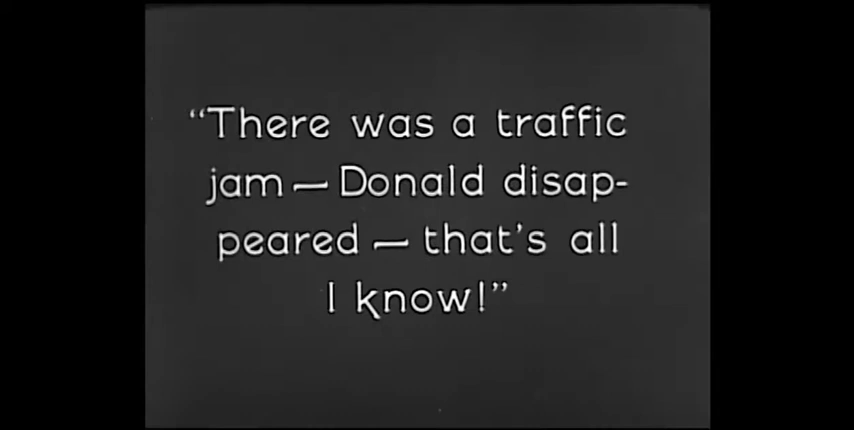 “There was a traffic
jam — Donald disap-
peared — that’s all
I know!”